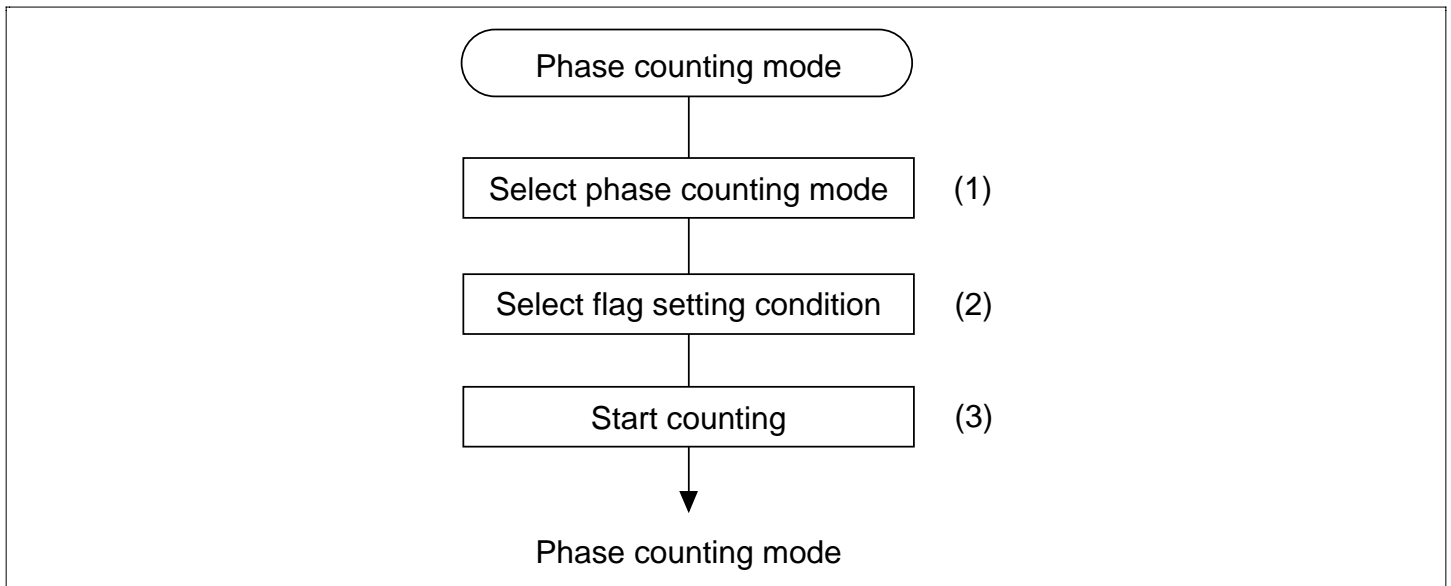 Phase counting mode
Select phase counting mode (1)
Select flag setting condition (2)
Start counting (3)
Phase counting mode